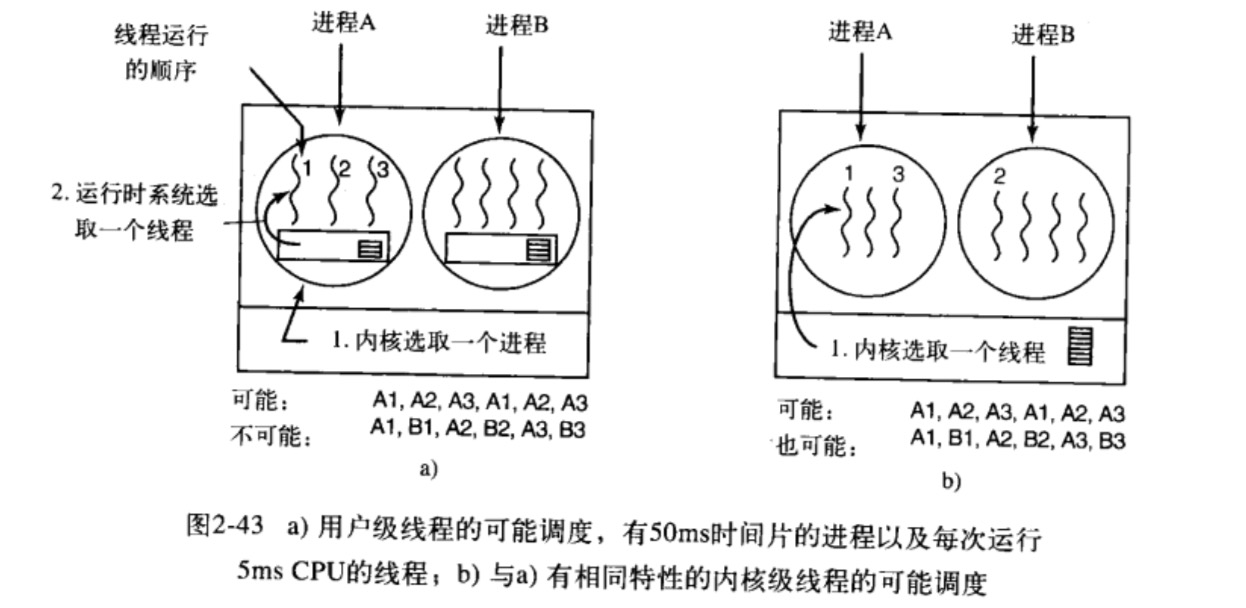 线程运行
的顺序
进程A
进程B
1
2
3
2. 运行时系统选
取一个线程
1. 内核选取一个进程
可能： A1, A2, A3, A1, A2, A3
不可能： A1, B1, A2, B2, A3, B3
a)
进程A
进程B
1
3
2
1. 内核选取一个线程
可能： A1, A2, A3, A1, A2, A3
也可能： A1, B1, A2, B2, A3, B3
b)
图2-43 a) 用户级线程的可能调度，有50ms时间片的进程以及每次运行
5ms CPU的线程；b) 与a) 有相同特性的内核级线程的可能调度